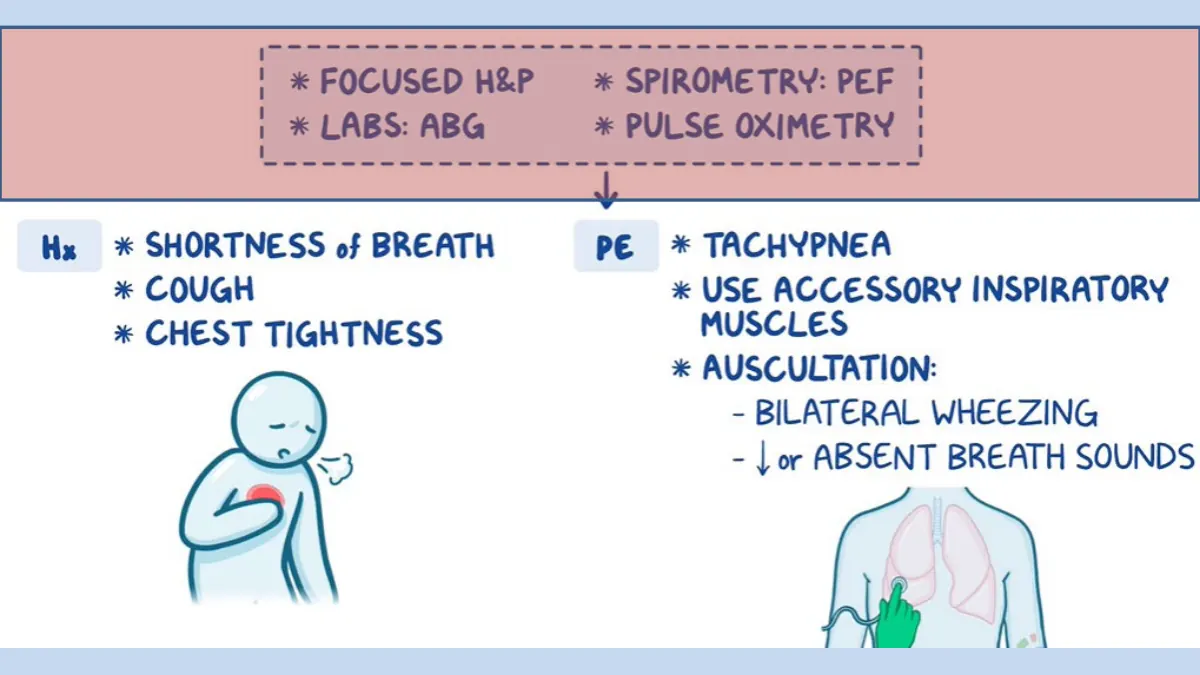 * FOCUSED H&P
* LABS: ABG
* SPIROMETRY: PEF
* PULSE OXIMETRY
Hx
* SHORTNESS of BREATH
* COUGH
* CHEST TIGHTNESS
PE
* TACHYPNEA
* USE ACCESSORY INSPIRATORY
MUSCLES
* AUSCULTATION:
- BILATERAL WHEEZING
- ↓ or ABSENT BREATH SOUNDS